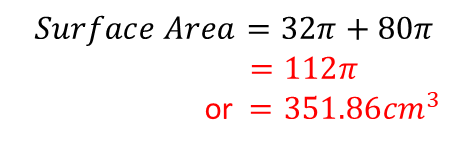 Surface Area = 32π + 80π
= 112π
or = 351.86cm³